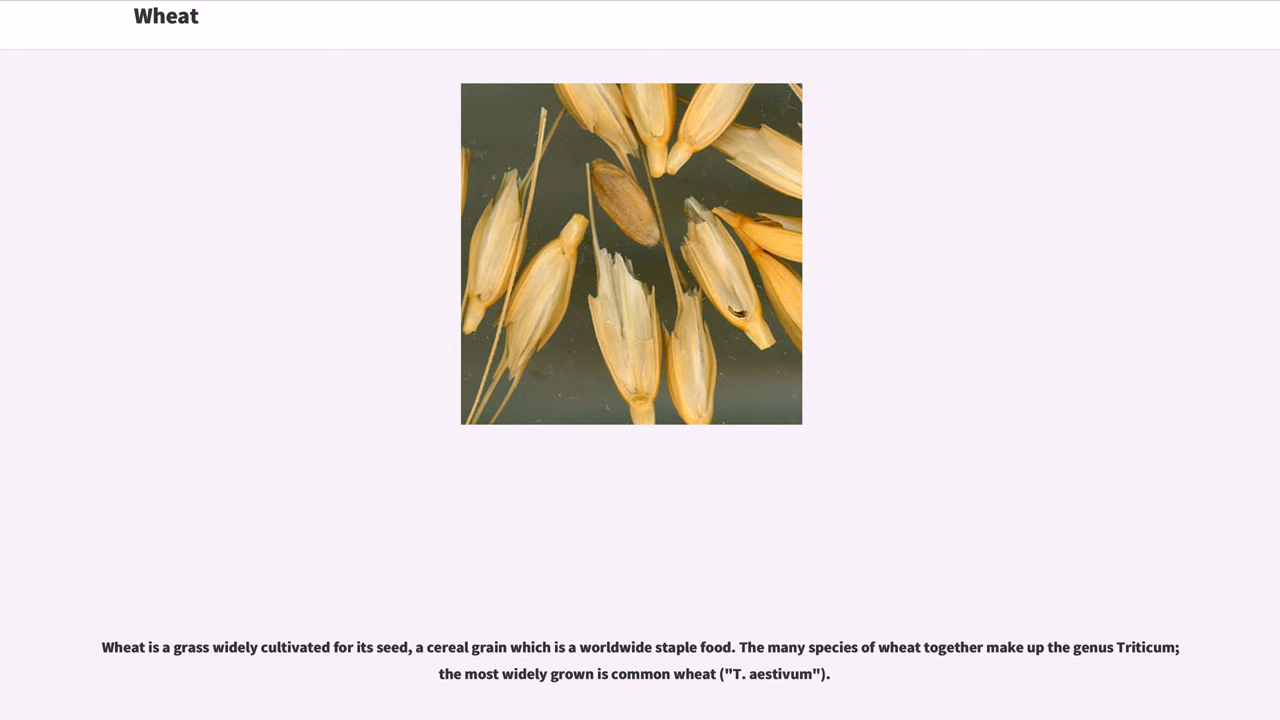 Wheat
Wheat is a grass widely cultivated for its seed, a cereal grain which is a worldwide staple food. The many species of wheat together make up the genus Triticum;
the most widely grown is common wheat ("T. aestivum").